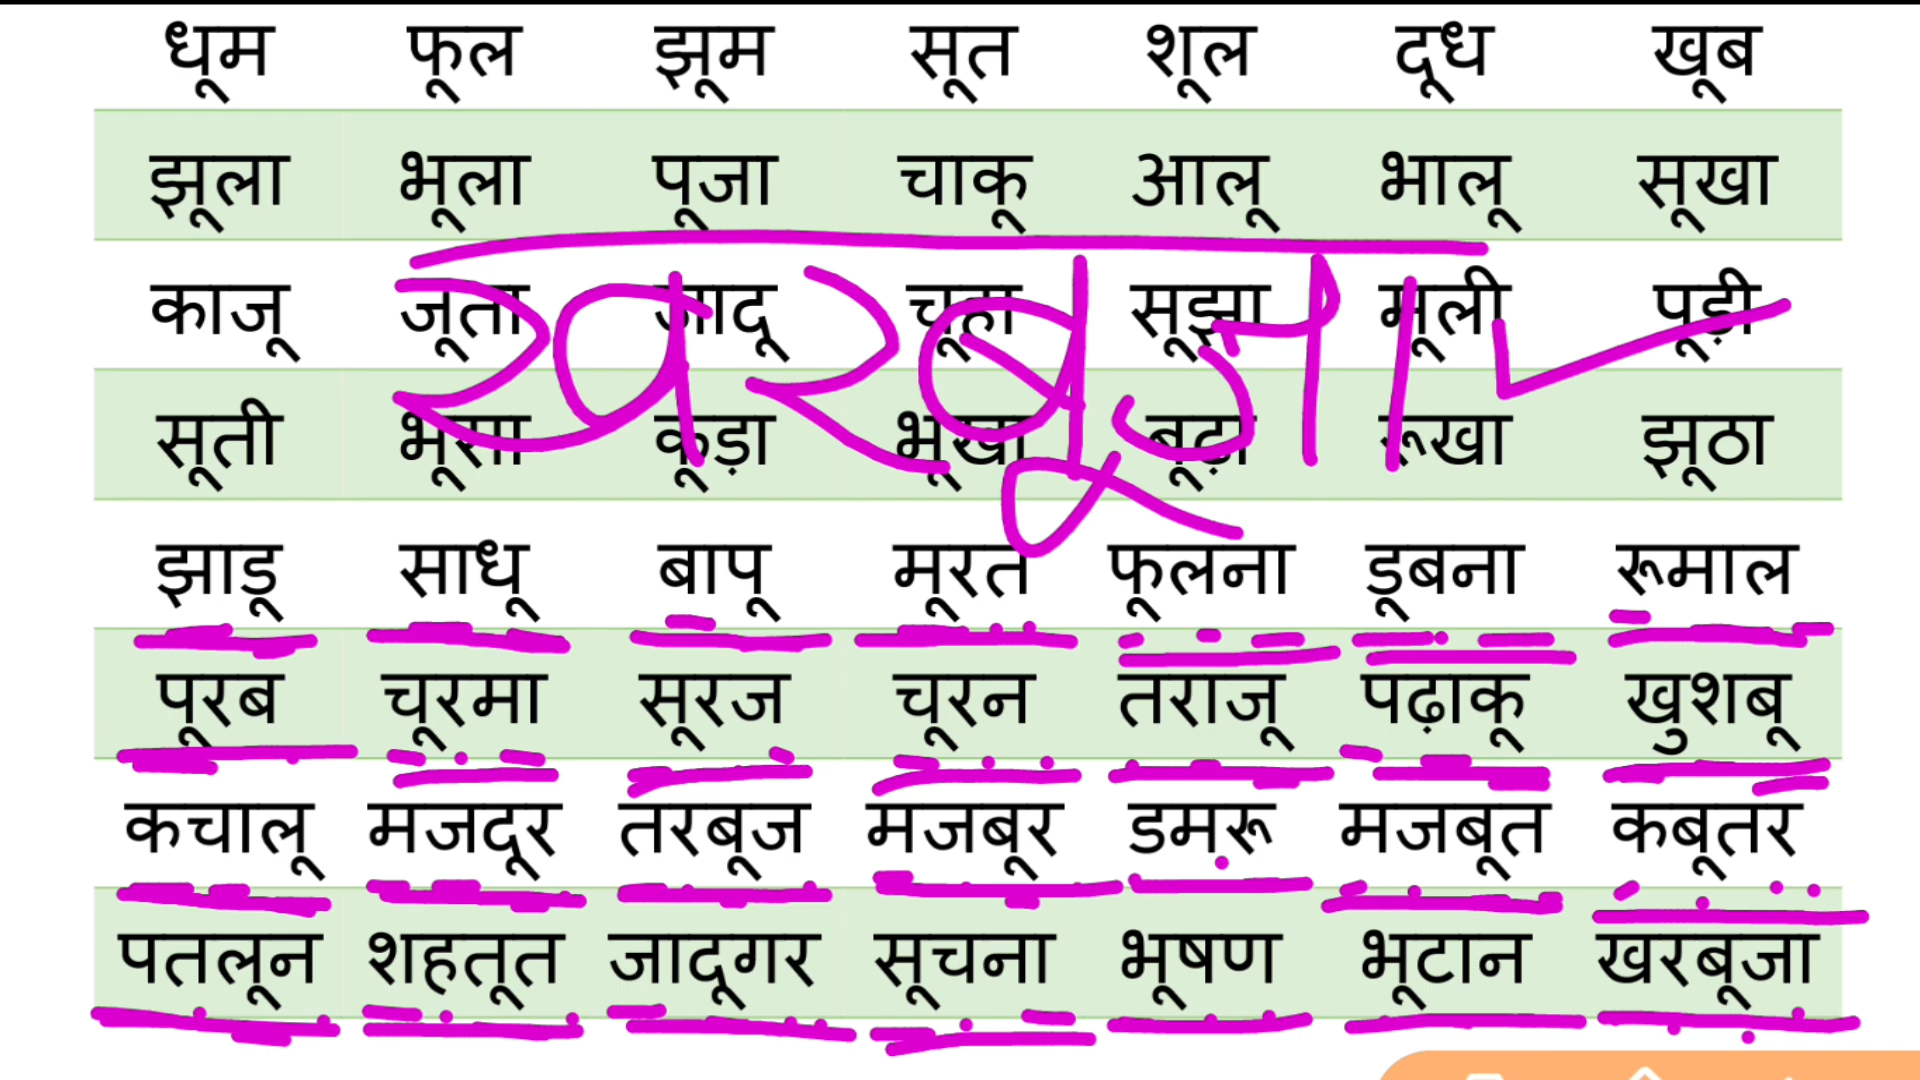 धूम फूल झूम सूत शूल दूध खूब
झूला भूला पूजा चाकू आलू भालू सूखा
काजू जूता जादू चूहा सूझा मूली पूड़ी
खरबूजा
सूती भूसा कूड़ा भूखा बूढ़ा रूखा झूठा
झाडू साधू बापू मूरत फूलना डूबना रूमाल
पूरब चूरमा सूरज चूरन तराजू पढ़ाकू खुशबू
कचालू मजदूर तरबूज मजबूर डमरू मजबूत कबूतर
पतलून शहतूत जादूगर सूचना भूषण भूटान खरबूजा